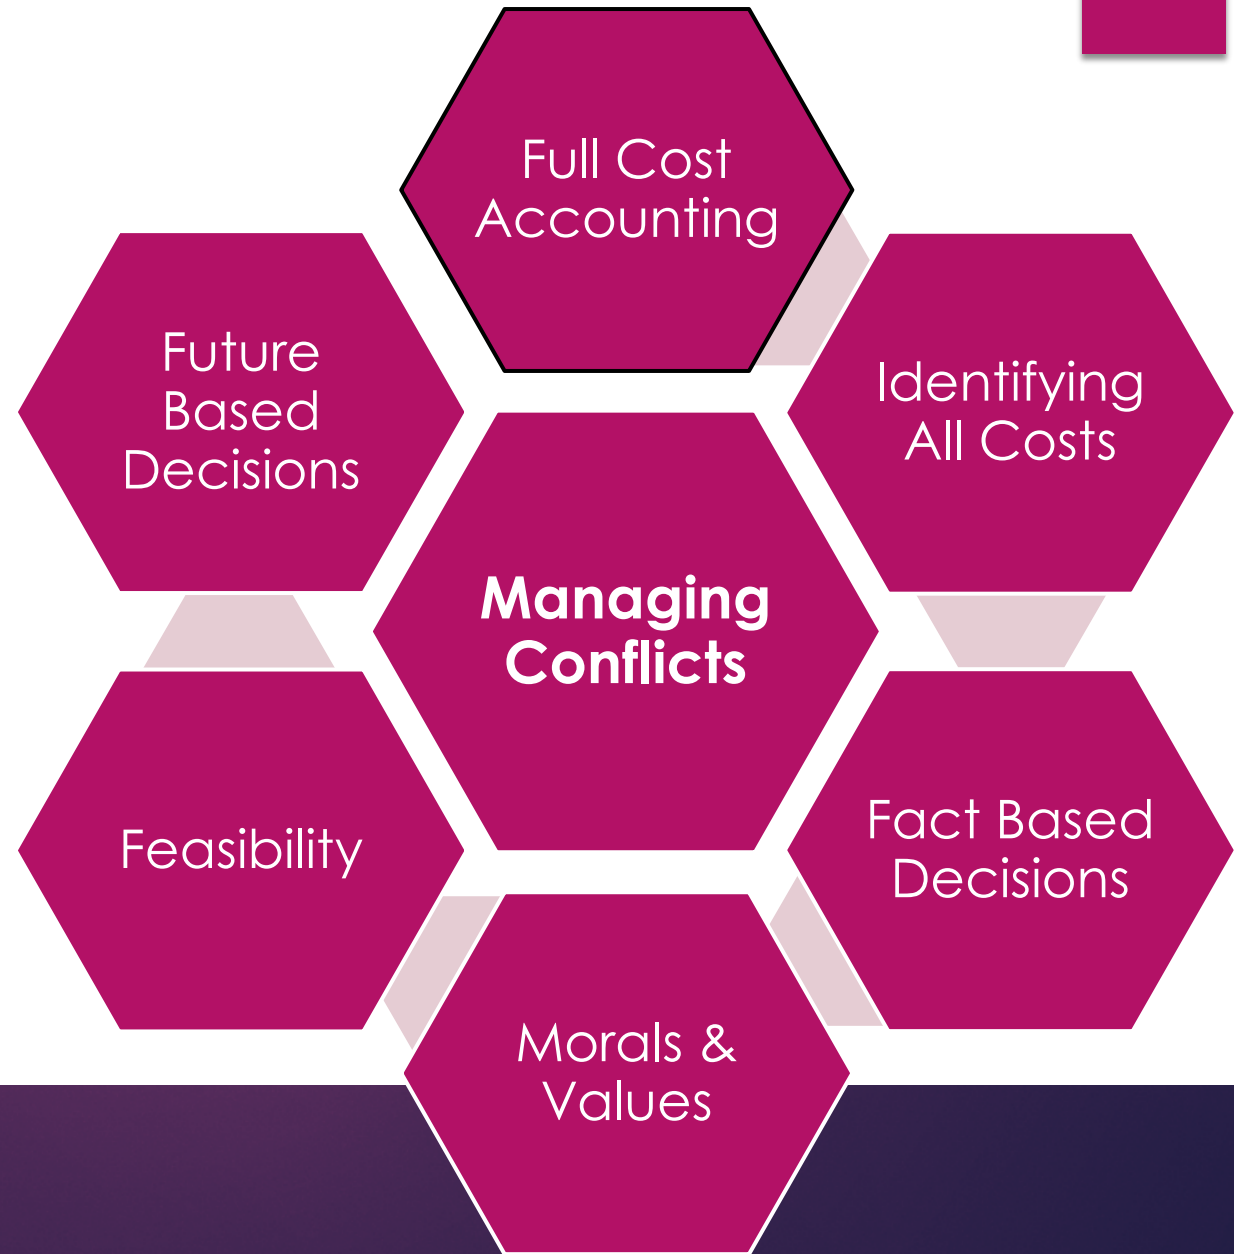 Full Cost
Accounting
Identifying
All Costs
Fact Based
Decisions
Morals &
Values
Feasibility
Future
Based
Decisions
Managing
Conflicts